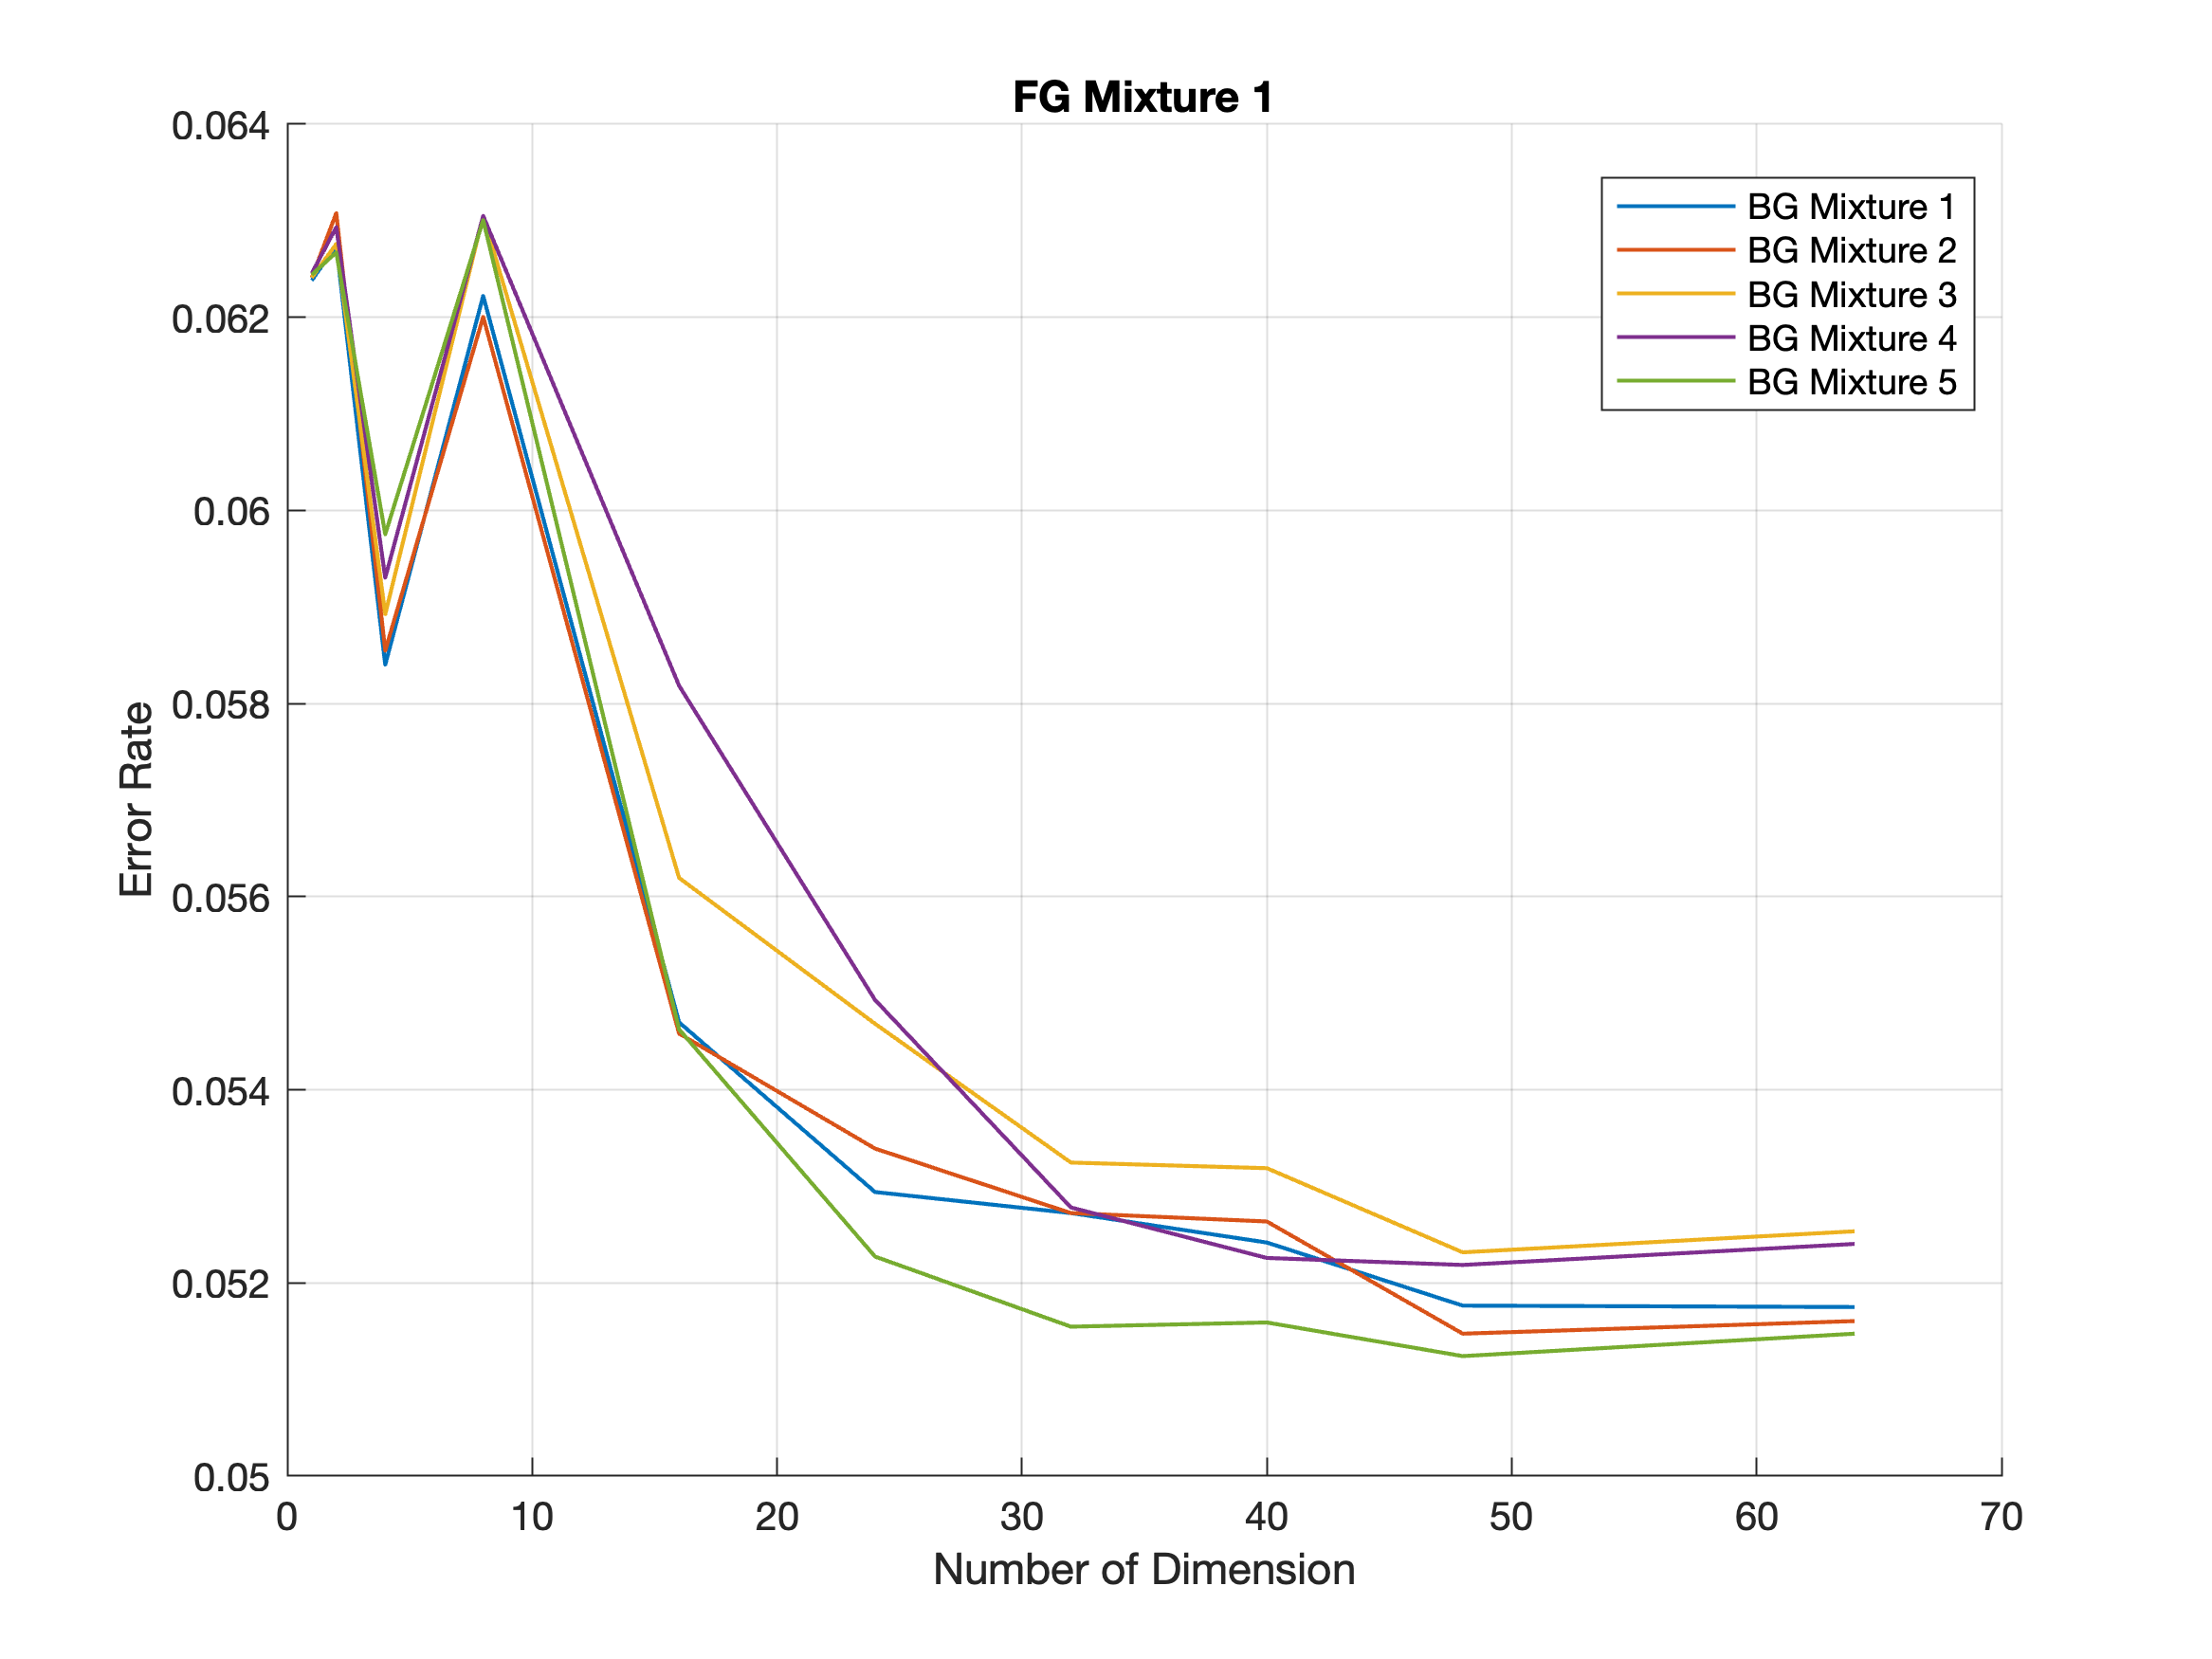 FG Mixture 1
0.064
0.062
0.06
0.058
0.056
0.054
0.052
0.05
Error Rate
BG Mixture 1
BG Mixture 2
BG Mixture 3
BG Mixture 4
BG Mixture 5
0 10 20 30 40 50 60 70
Number of Dimension